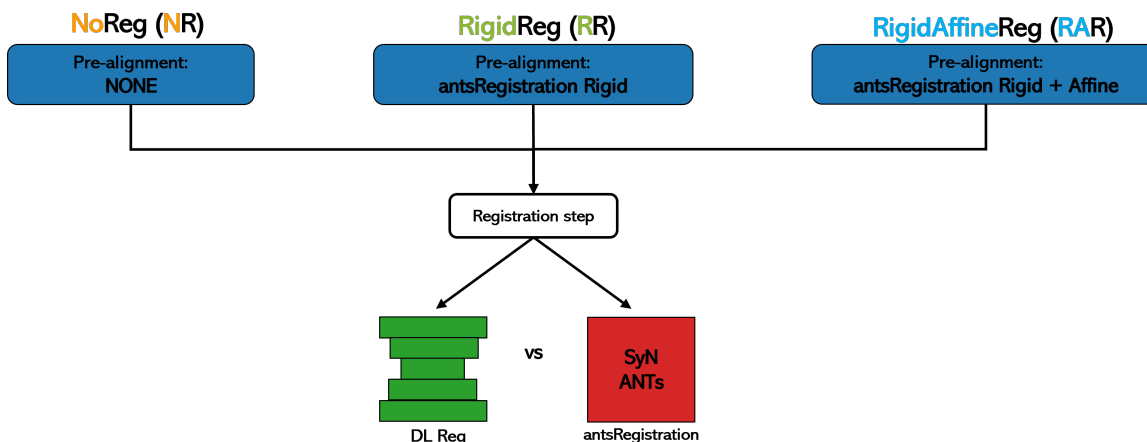 NoReg (NR)
Pre-alignment:
NONE
RigidReg (RR)
Pre-alignment:
antsRegistration Rigid
RigidAffineReg (RAR)
Pre-alignment:
antsRegistration Rigid + Affine
Registration step
DL Reg
vs
SyN
ANTs
antsRegistration